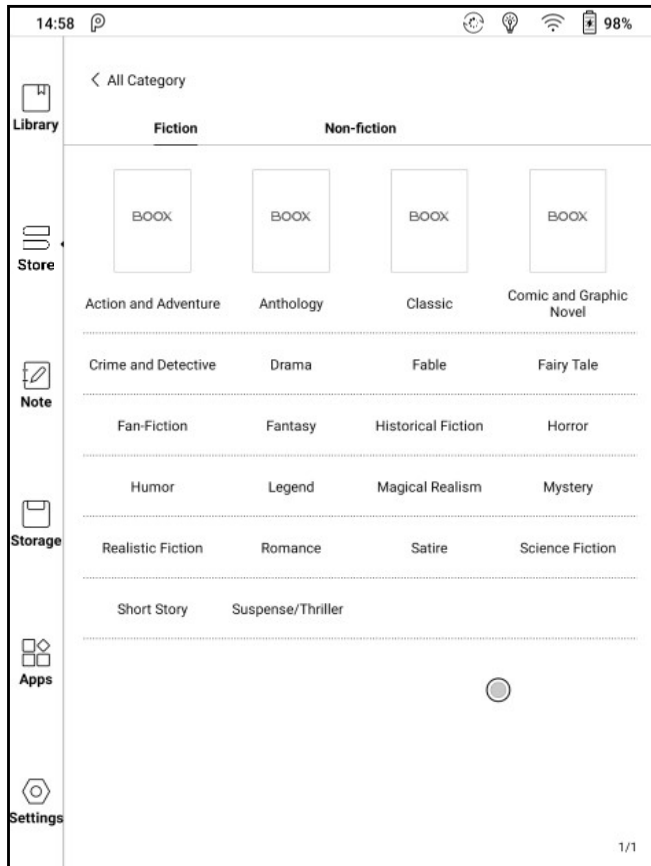 14:58
98%
All Category
Library
Fiction Non-fiction
BOOX BOOX BOOX BOOX
Store
Action and Adventure Anthology Classic Comic and Graphic
Novel
Crime and Detective Drama Fable Fairy Tale
Note
Fan-Fiction Fantasy Historical Fiction Horror
Humor Legend Magical Realism Mystery
Storage
Realistic Fiction Romance Satire Science Fiction
Short Story Suspense/Thriller
Apps
Settings
1/1